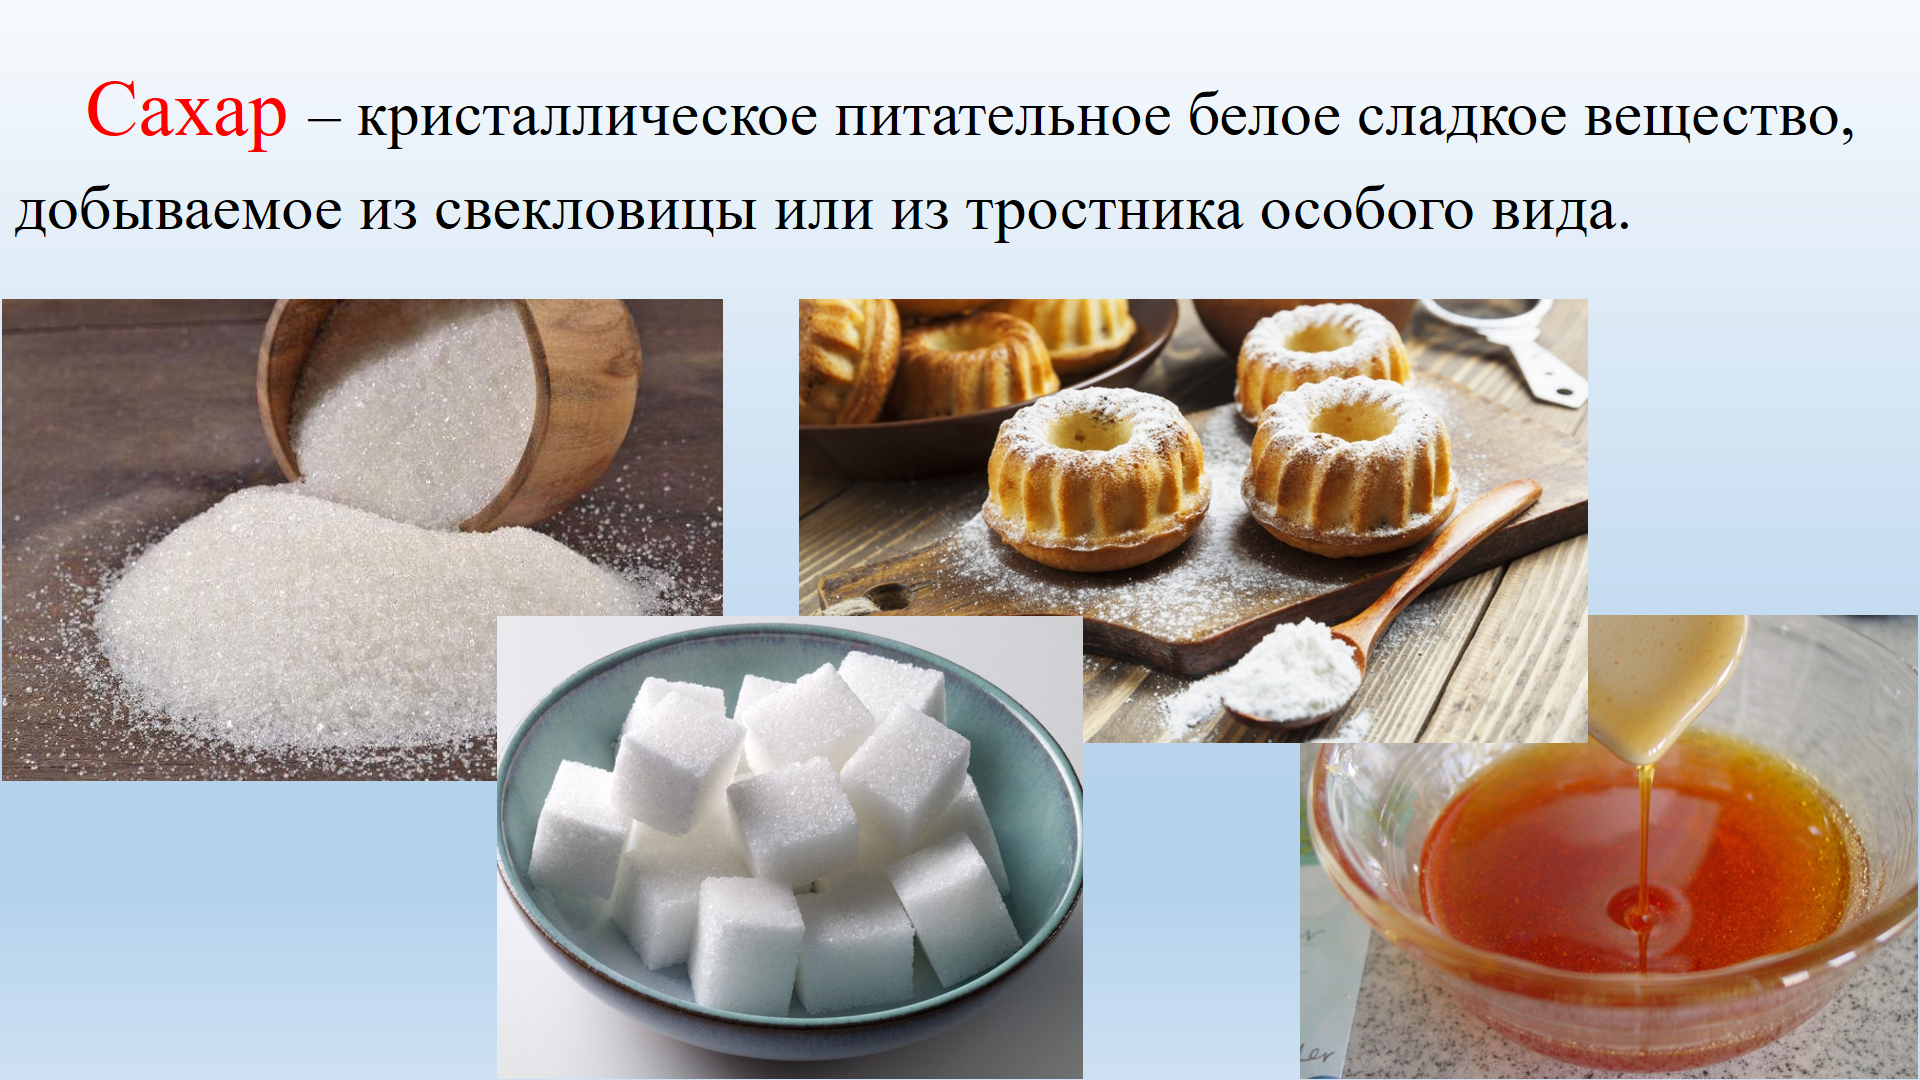 Сахар – кристаллическое питательное белое сладкое вещество,
добываемое из свекловицы или из тростника особого вида.